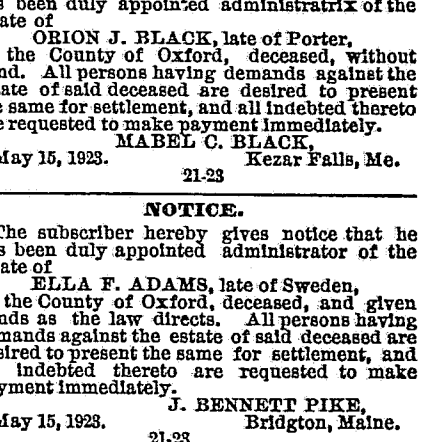 s been duly appointed administratrix of the
ate of
ORION J. BLACK, late of Porter,
the County of Oxford, deceased, without
nd. All persons having demands against the
ate of said deceased are desired to present
e same for settlement, and all indebted thereto
e requested to make payment immediately.
MABEL C. BLACK,
May 15, 1923. Kezar Falls, Me.
21-23
NOTICE.
The subscriber hereby gives notice that he
s been duly appointed administrator of the
ate of
ELLA F. ADAMS, late of Sweden,
the County of Oxford, deceased, and given
nds as the law directs. All persons having
mands against the estate of said deceased are
sired to present the same for settlement, and
indebted thereto are requested to make
yment immediately.
J. BENNETT PIKE,
May 15, 1923. Bridgton, Maine.
21-23